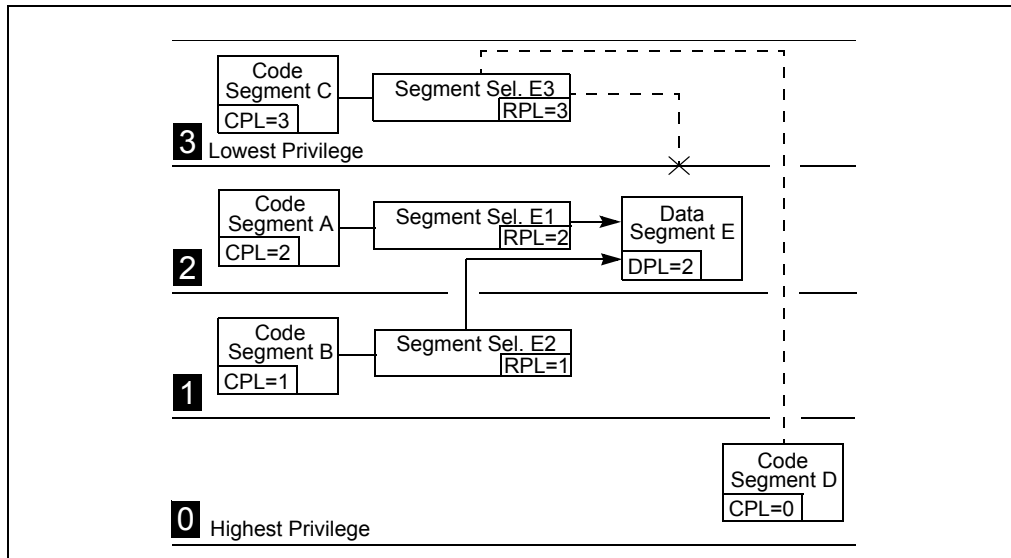 Code
Segment C
CPL=3
Segment Sel. E3
RPL=3
3
Lowest Privilege
Code
Segment A
CPL=2
Segment Sel. E1
RPL=2
Data
Segment E
DPL=2
2
Code
Segment B
CPL=1
Segment Sel. E2
RPL=1
1
Code
Segment D
CPL=0
0
Highest Privilege